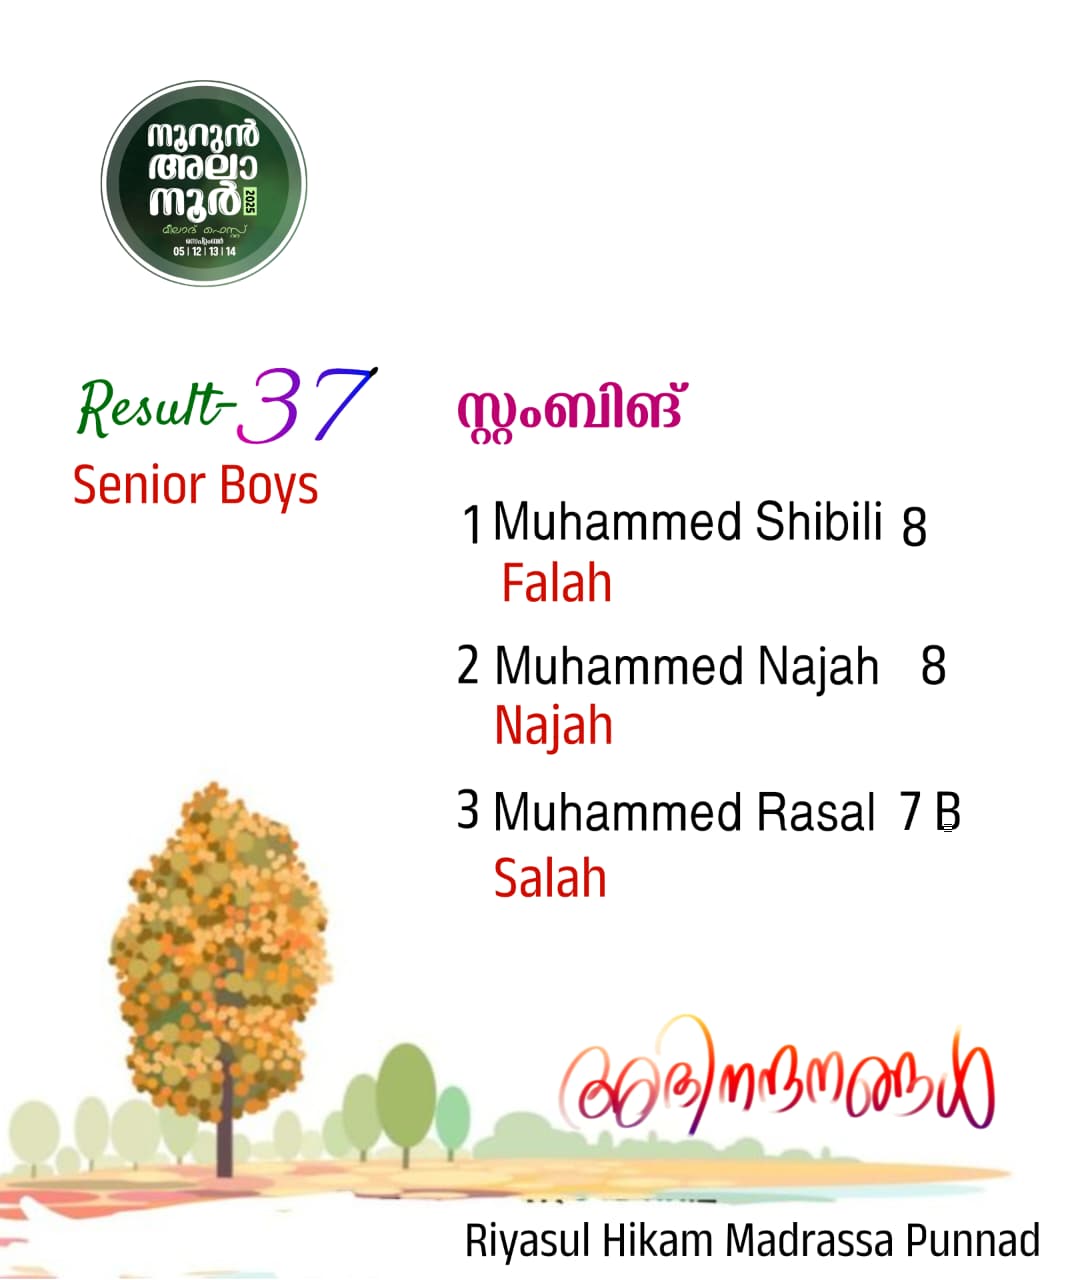 നൂറുൻ
അലാ
നൂർ 2025
മീലാദ് ഫെസ്റ്റ്
സെപ്റ്റംബർ
05 | 12 | 13 | 14
Result-37
Senior Boys
സ്റ്റംബിങ്
1 Muhammed Shibili 8
Falah
2 Muhammed Najah 8
Najah
3 Muhammed Rasal 7 B
Salah
അഭിനന്ദനങ്ങൾ
Riyasul Hikam Madrassa Punnad